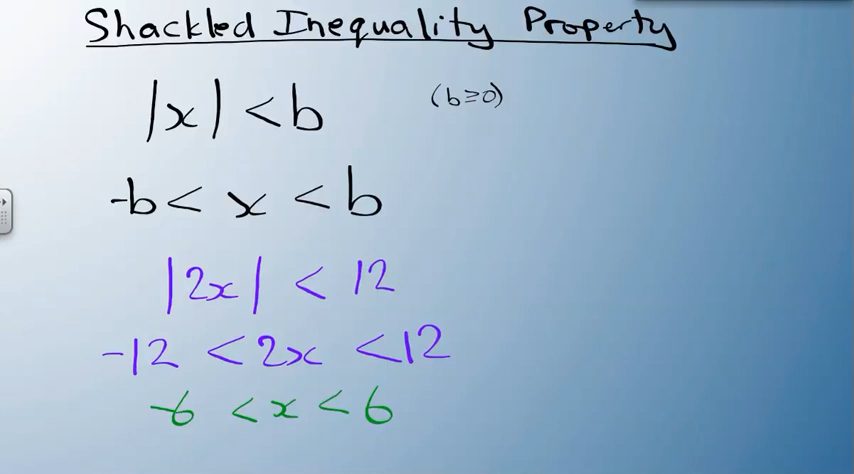 Shackled Inequality Property
|x| < b (b≥0)
-b < x < b
|2x| < 12
-12 < 2x < 12
-6 < x < 6